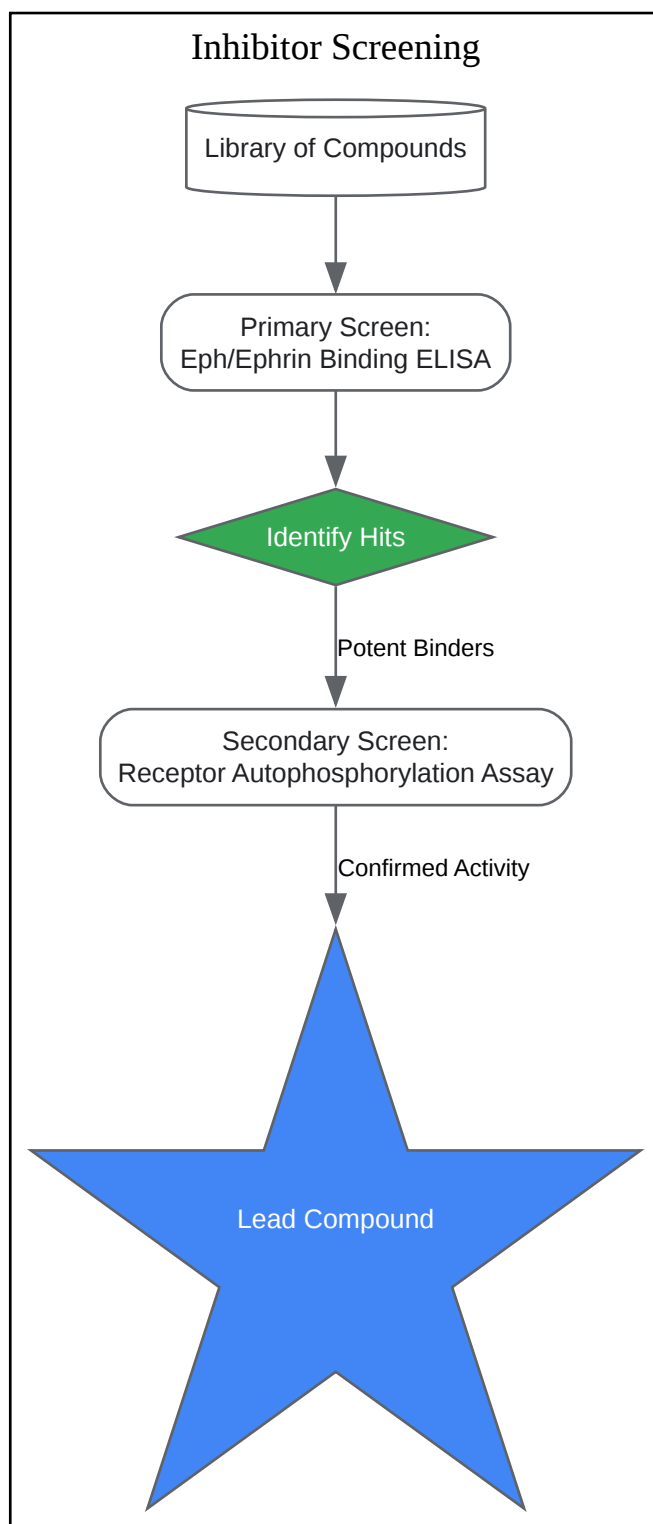 Inhibitor Screening
Library of Compounds
Primary Screen:
Eph/Ephrin Binding ELISA
Identify Hits
Potent Binders
Secondary Screen:
Receptor Autophosphorylation Assay
Confirmed Activity
Lead Compound